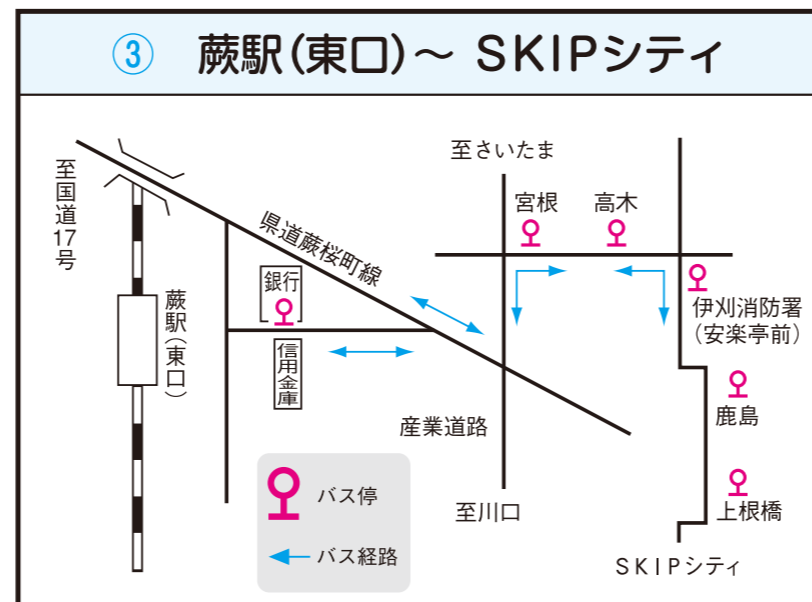 ③ 蕨駅(東口)～ SKIPシティ
至国道17号
至さいたま
宮根
高木
県道蕨桜町線
銀行
蕨駅(東口)
伊刈消防署
(安楽亭前)
信用金庫
鹿島
産業道路
バス停
上根橋
至川口
バス経路
SKIPシティ